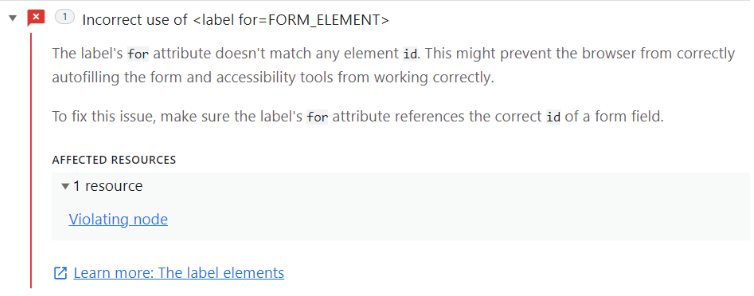 1 Incorrect use of <label for=FORM_ELEMENT>
The label's for attribute doesn't match any element id. This might prevent the browser from correctly
autofilling the form and accessibility tools from working correctly.
To fix this issue, make sure the label's for attribute references the correct id of a form field.
AFFECTED RESOURCES
1 resource
Violating node
Learn more: The label elements